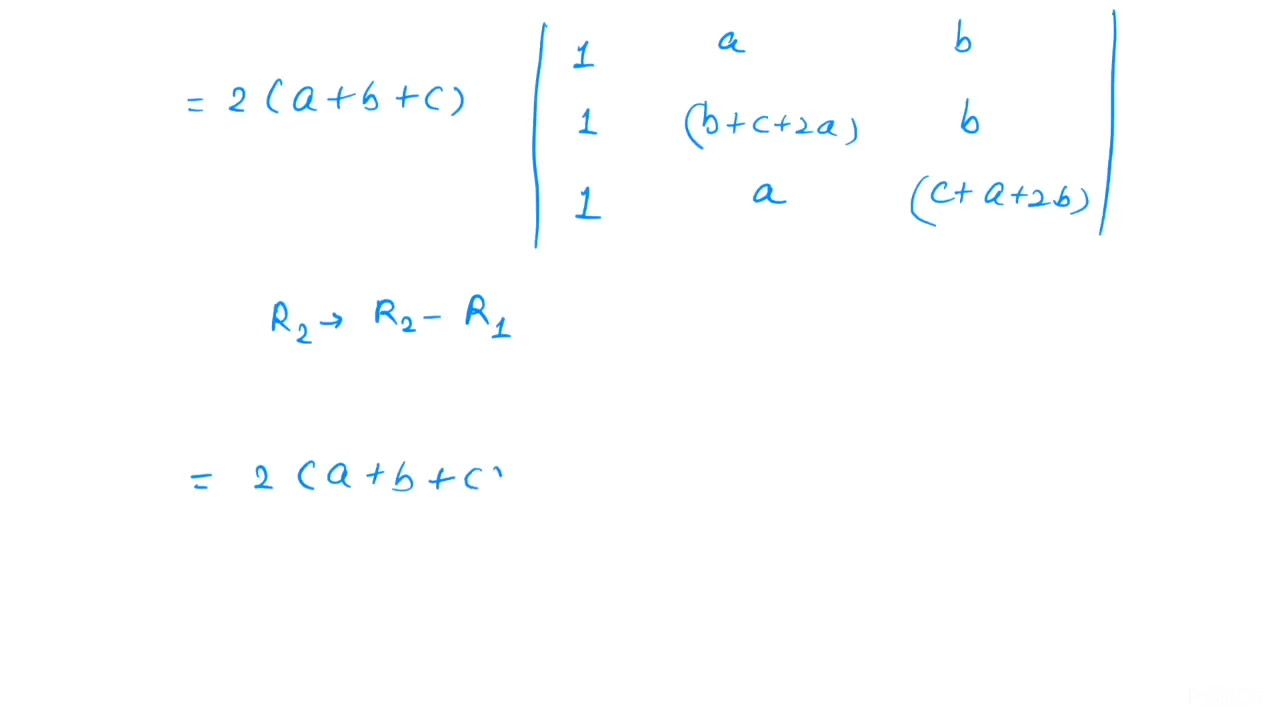 = 2 (a+b+c) | 1 a b |
| 1 (b+c+2a) b |
| 1 a (c+a+2b) |
R₂ → R₂ - R₁
= 2 (a+b+c)